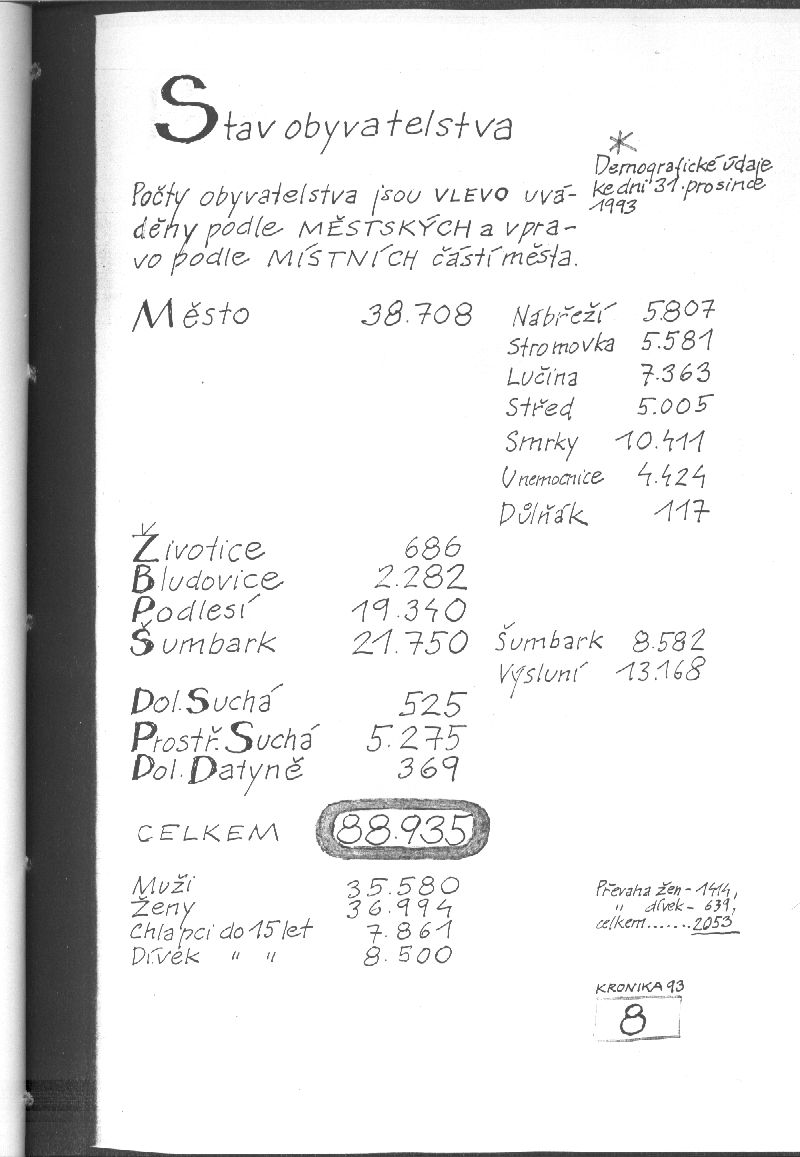 Stav obyvatelstva
*
Demografické údaje
ke dni 31. prosince
1993
Počty obyvatelstva jsou VLEVO uvá-
děny podle MĚSTSKÝCH a vpra-
vo podle MÍSTNÍCH částí města.
Město 38.708 Nábřeží 5.807
Stromovka 5.581
Lučina 7.363
Střed 5.005
Smrky 10.411
U nemocnice 4.424
Důlňák 117
Životice 686
Bludovice 2.282
Podlesí 19.340
Šumbark 21.750 Šumbark 8.582
Výsluní 13.168
Dol. Suchá 525
Prostř. Suchá 5.275
Dol. Datyně 369
CELKEM 88.935
Muži 35.580
Ženy 36.994
Chlapci do 15 let 7.861
Dívek " " 8.500
Převaha žen - 1414,
" dívek - 639,
celkem.......2053
KRONIKA 93
8